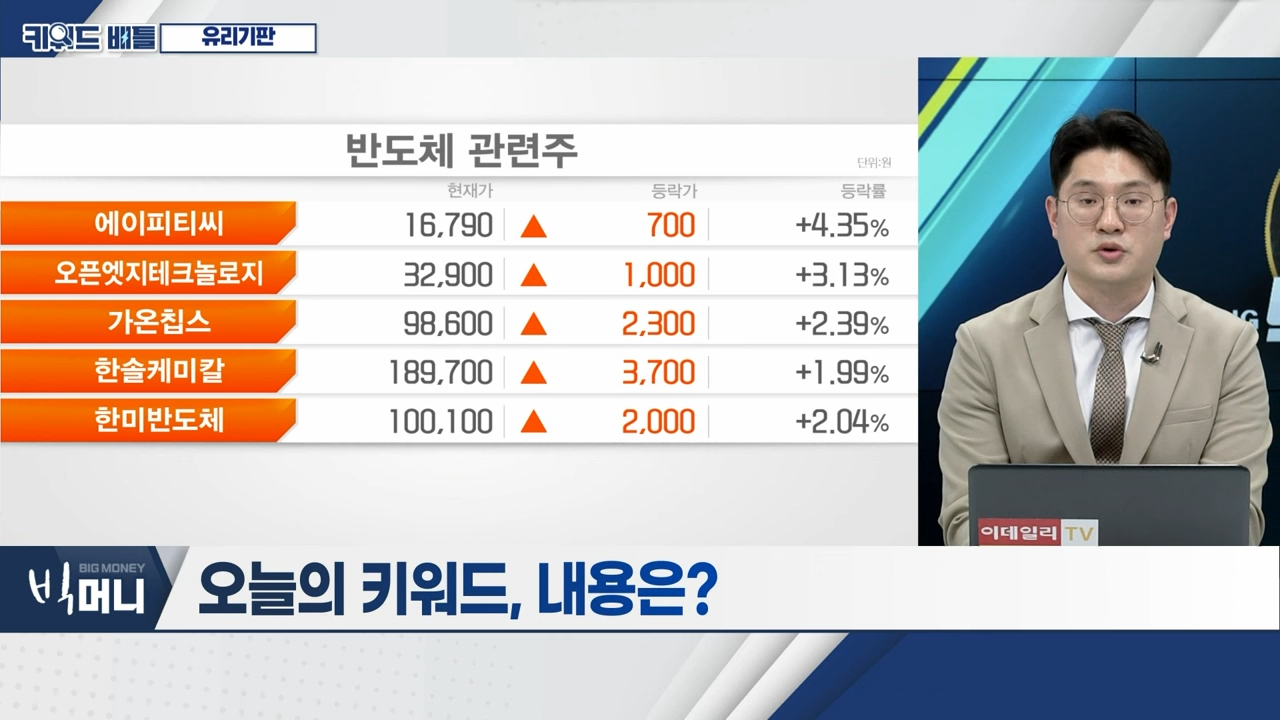 키워드 배틀
유리기판
반도체 관련주
단위:원
현재가 등락가 등락률
에이피티씨 16,790 ▲ 700 +4.35%
오픈엣지테크놀로지 32,900 ▲ 1,000 +3.13%
가온칩스 98,600 ▲ 2,300 +2.39%
한솔케미칼 189,700 ▲ 3,700 +1.99%
한미반도체 100,100 ▲ 2,000 +2.04%
이데일리 TV
BIG MONEY
빅머니
오늘의 키워드, 내용은?